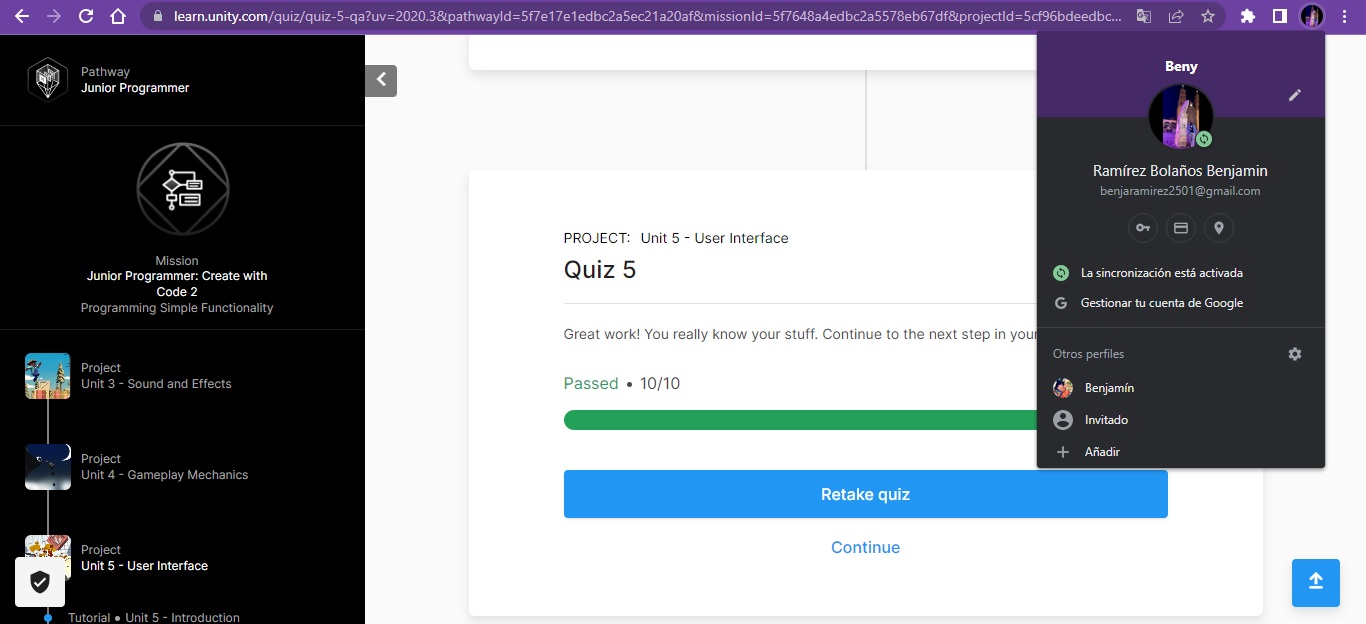 learn.unity.com/quiz/quiz-5-qa?uv=2020.3&pathwayId=5f7e17e1edbc2a5ec21a20af&missionId=5f7648a4edbc2a5578eb67df&projectId=5cf96bdeedbc...
Pathway
Junior Programmer
Mission
Junior Programmer: Create with
Code 2
Programming Simple Functionality
Project
Unit 3 - Sound and Effects
Project
Unit 4 - Gameplay Mechanics
Project
Unit 5 - User Interface
Tutorial • Unit 5 - Introduction
PROJECT: Unit 5 - User Interface
Quiz 5
Great work! You really know your stuff. Continue to the next step in your
Passed • 10/10
Retake quiz
Continue
Beny
Ramírez Bolaños Benjamin
benjaramirez2501@gmail.com
La sincronización está activada
Gestionar tu cuenta de Google
Otros perfiles
Benjamín
Invitado
Añadir